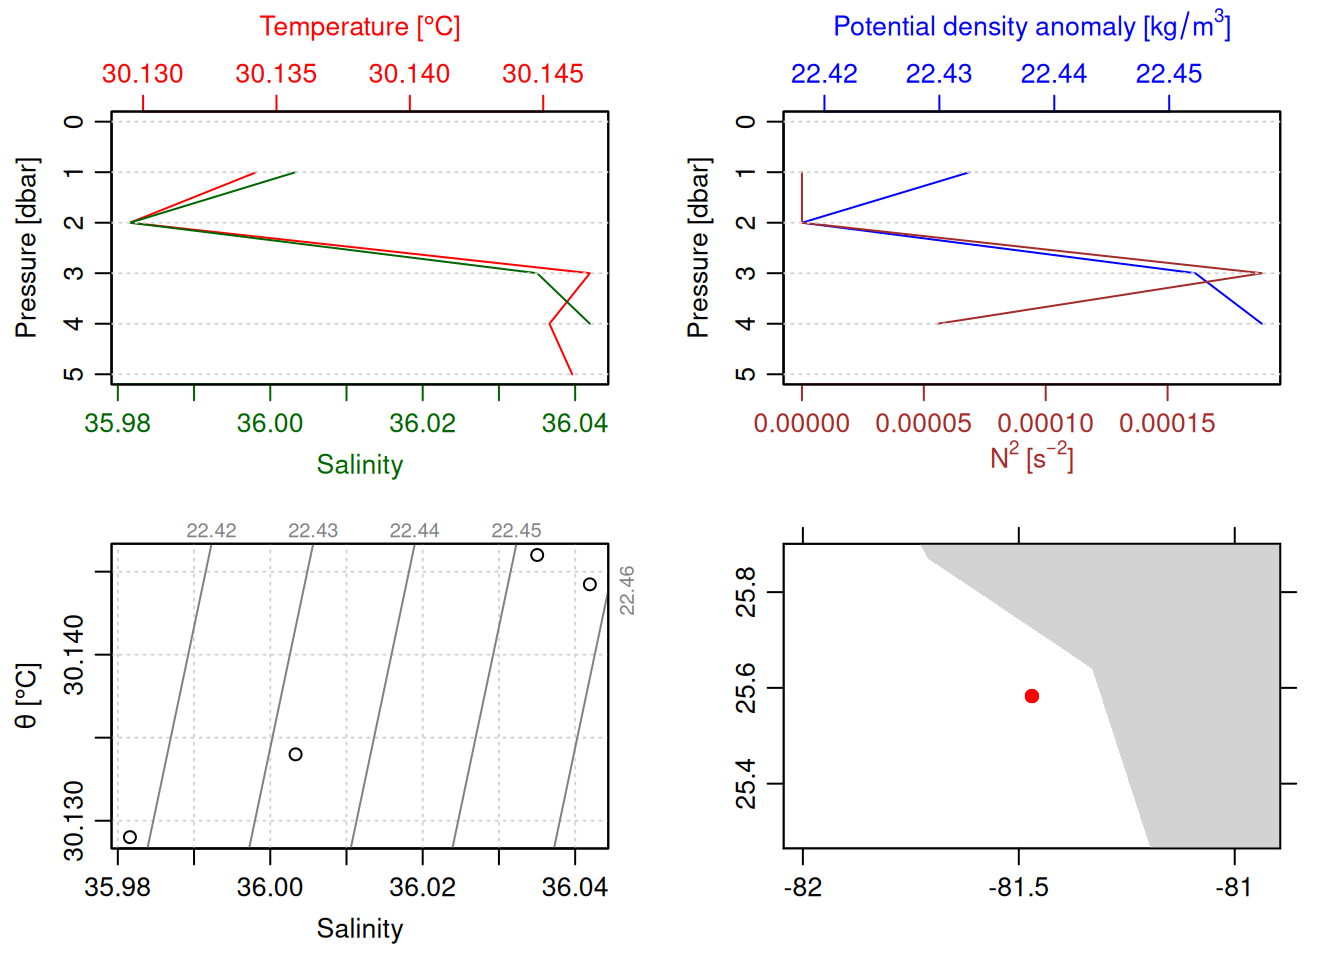 Temperature [°C]
30.130 30.135 30.140 30.145
0
1
2
3
4
5
Pressure [dbar]
35.98 36.00 36.02 36.04
Salinity
Potential density anomaly [kg/m³]
22.42 22.43 22.44 22.45
0
1
2
3
4
5
Pressure [dbar]
0.00000 0.00005 0.00010 0.00015
N² [s⁻²]
22.42 22.43 22.44 22.45
22.46
30.140
30.130
θ [°C]
35.98 36.00 36.02 36.04
Salinity
25.8
25.6
25.4
-82 -81.5 -81